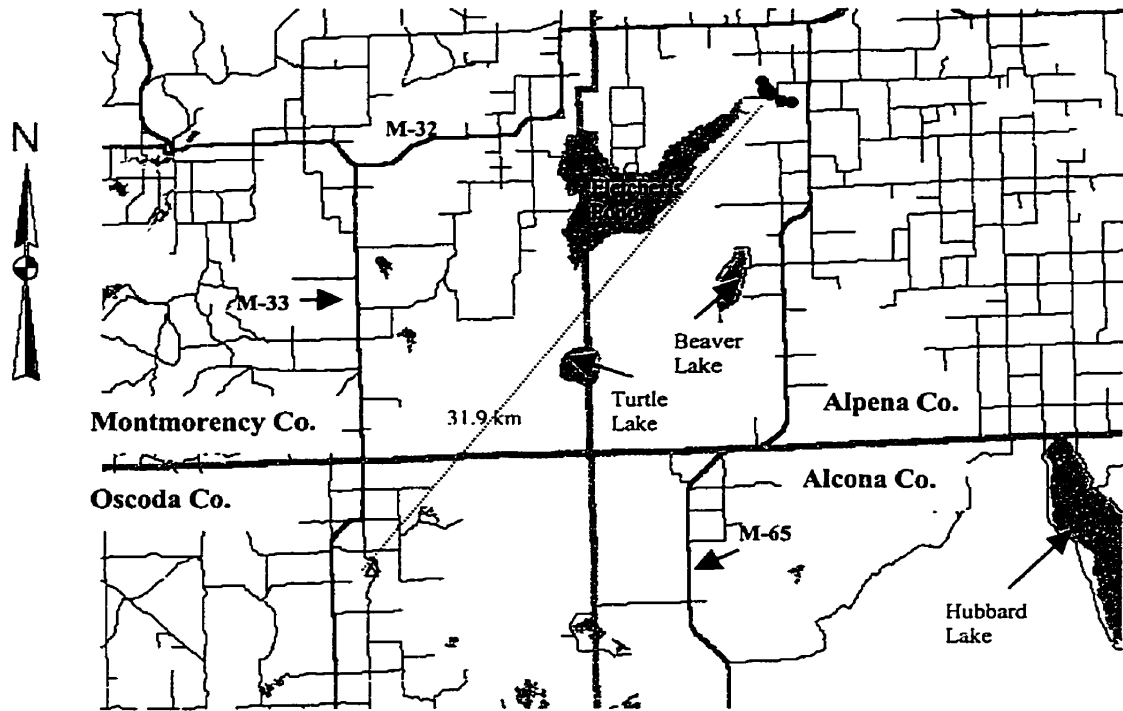 N
M-32
Fletcher's
Pond
M-33
Beaver
Lake
Turtle
Lake
31.9 km
Montmorency Co.
Alpena Co.
Oscoda Co.
Alcona Co.
M-65
Hubbard
Lake